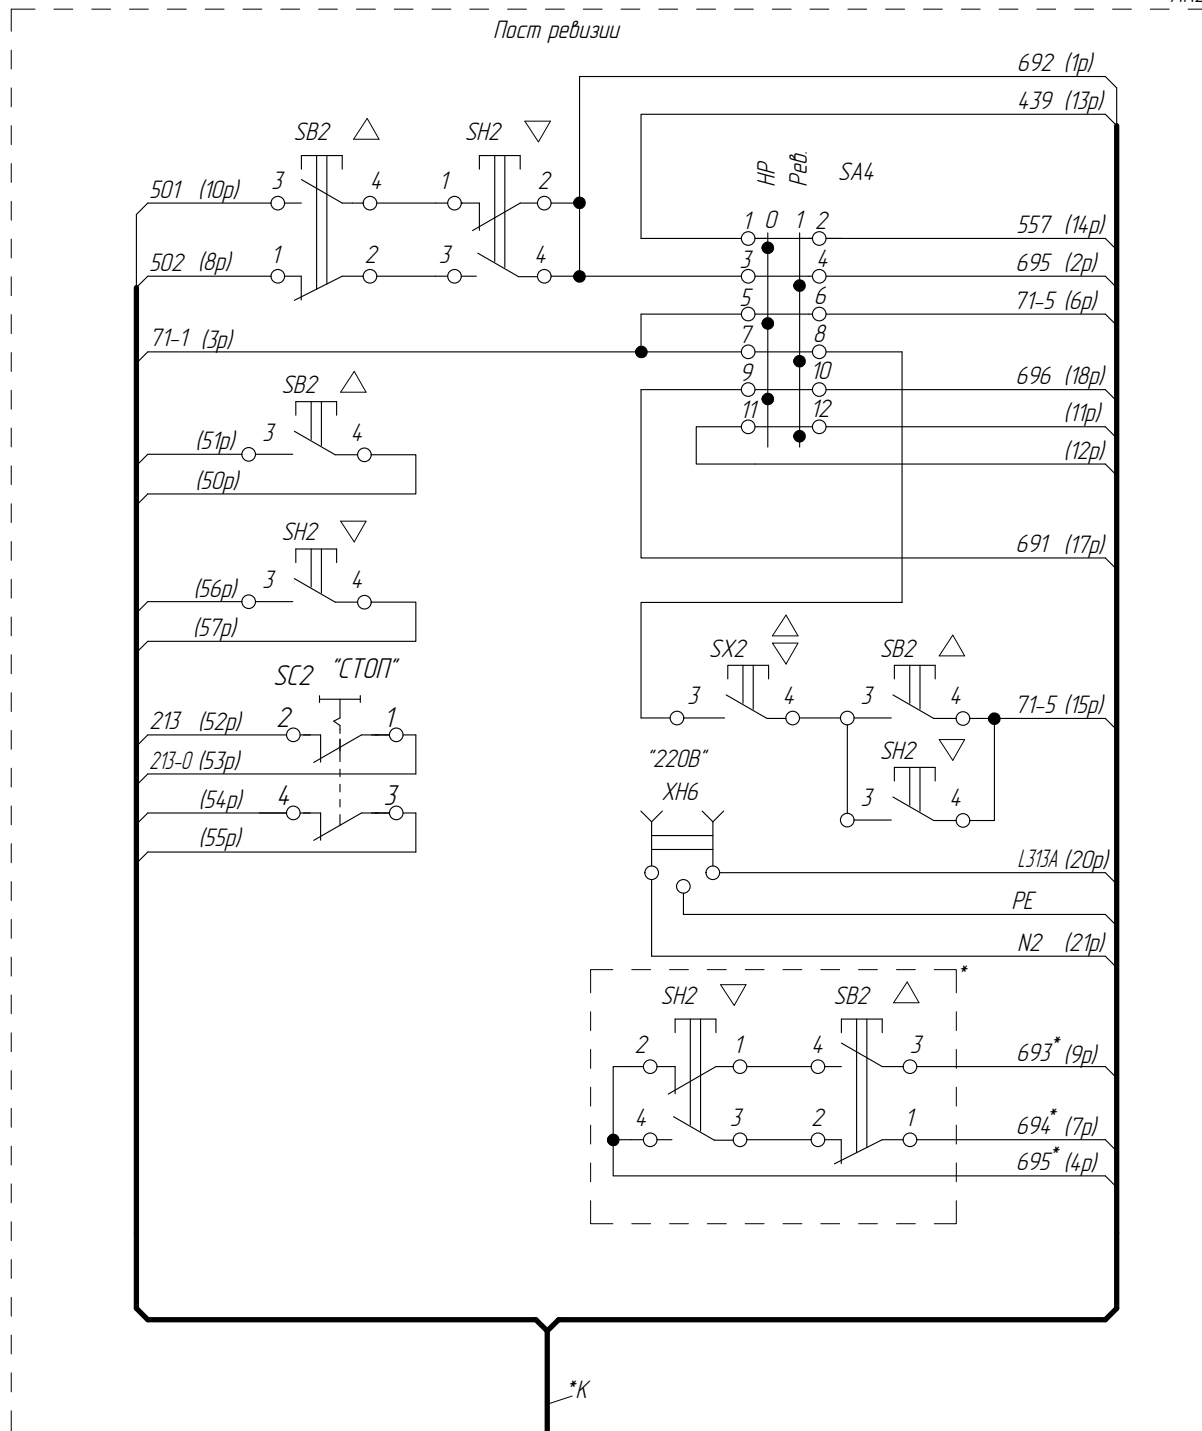 Пост ревизии
692 (1р)
439 (13р)
SB2
SH2
НР
Рев.
SA4
501 (10р)
3
4
1
2
1 0 1 2
557 (14р)
502 (8р)
1
2
3
4
3
4
695 (2р)
5
6
71-5 (6р)
71-1 (3р)
7
8
9
10
696 (18р)
SB2
11
12
(11р)
(51р)
3
4
(12р)
(50р)
SH2
691 (17р)
(56р)
3
4
(57р)
SX2
SB2
SC2 "СТОП"
3
4
3
4
71-5 (15р)
213 (52р)
2
1
"220В"
SH2
213-0 (53р)
XH6
3
4
(54р)
4
3
(55р)
L313A (20р)
PE
N2 (21р)
*
SH2
SB2
2
1
4
3
693* (9р)
4
3
2
1
694* (7р)
695* (4р)
*К